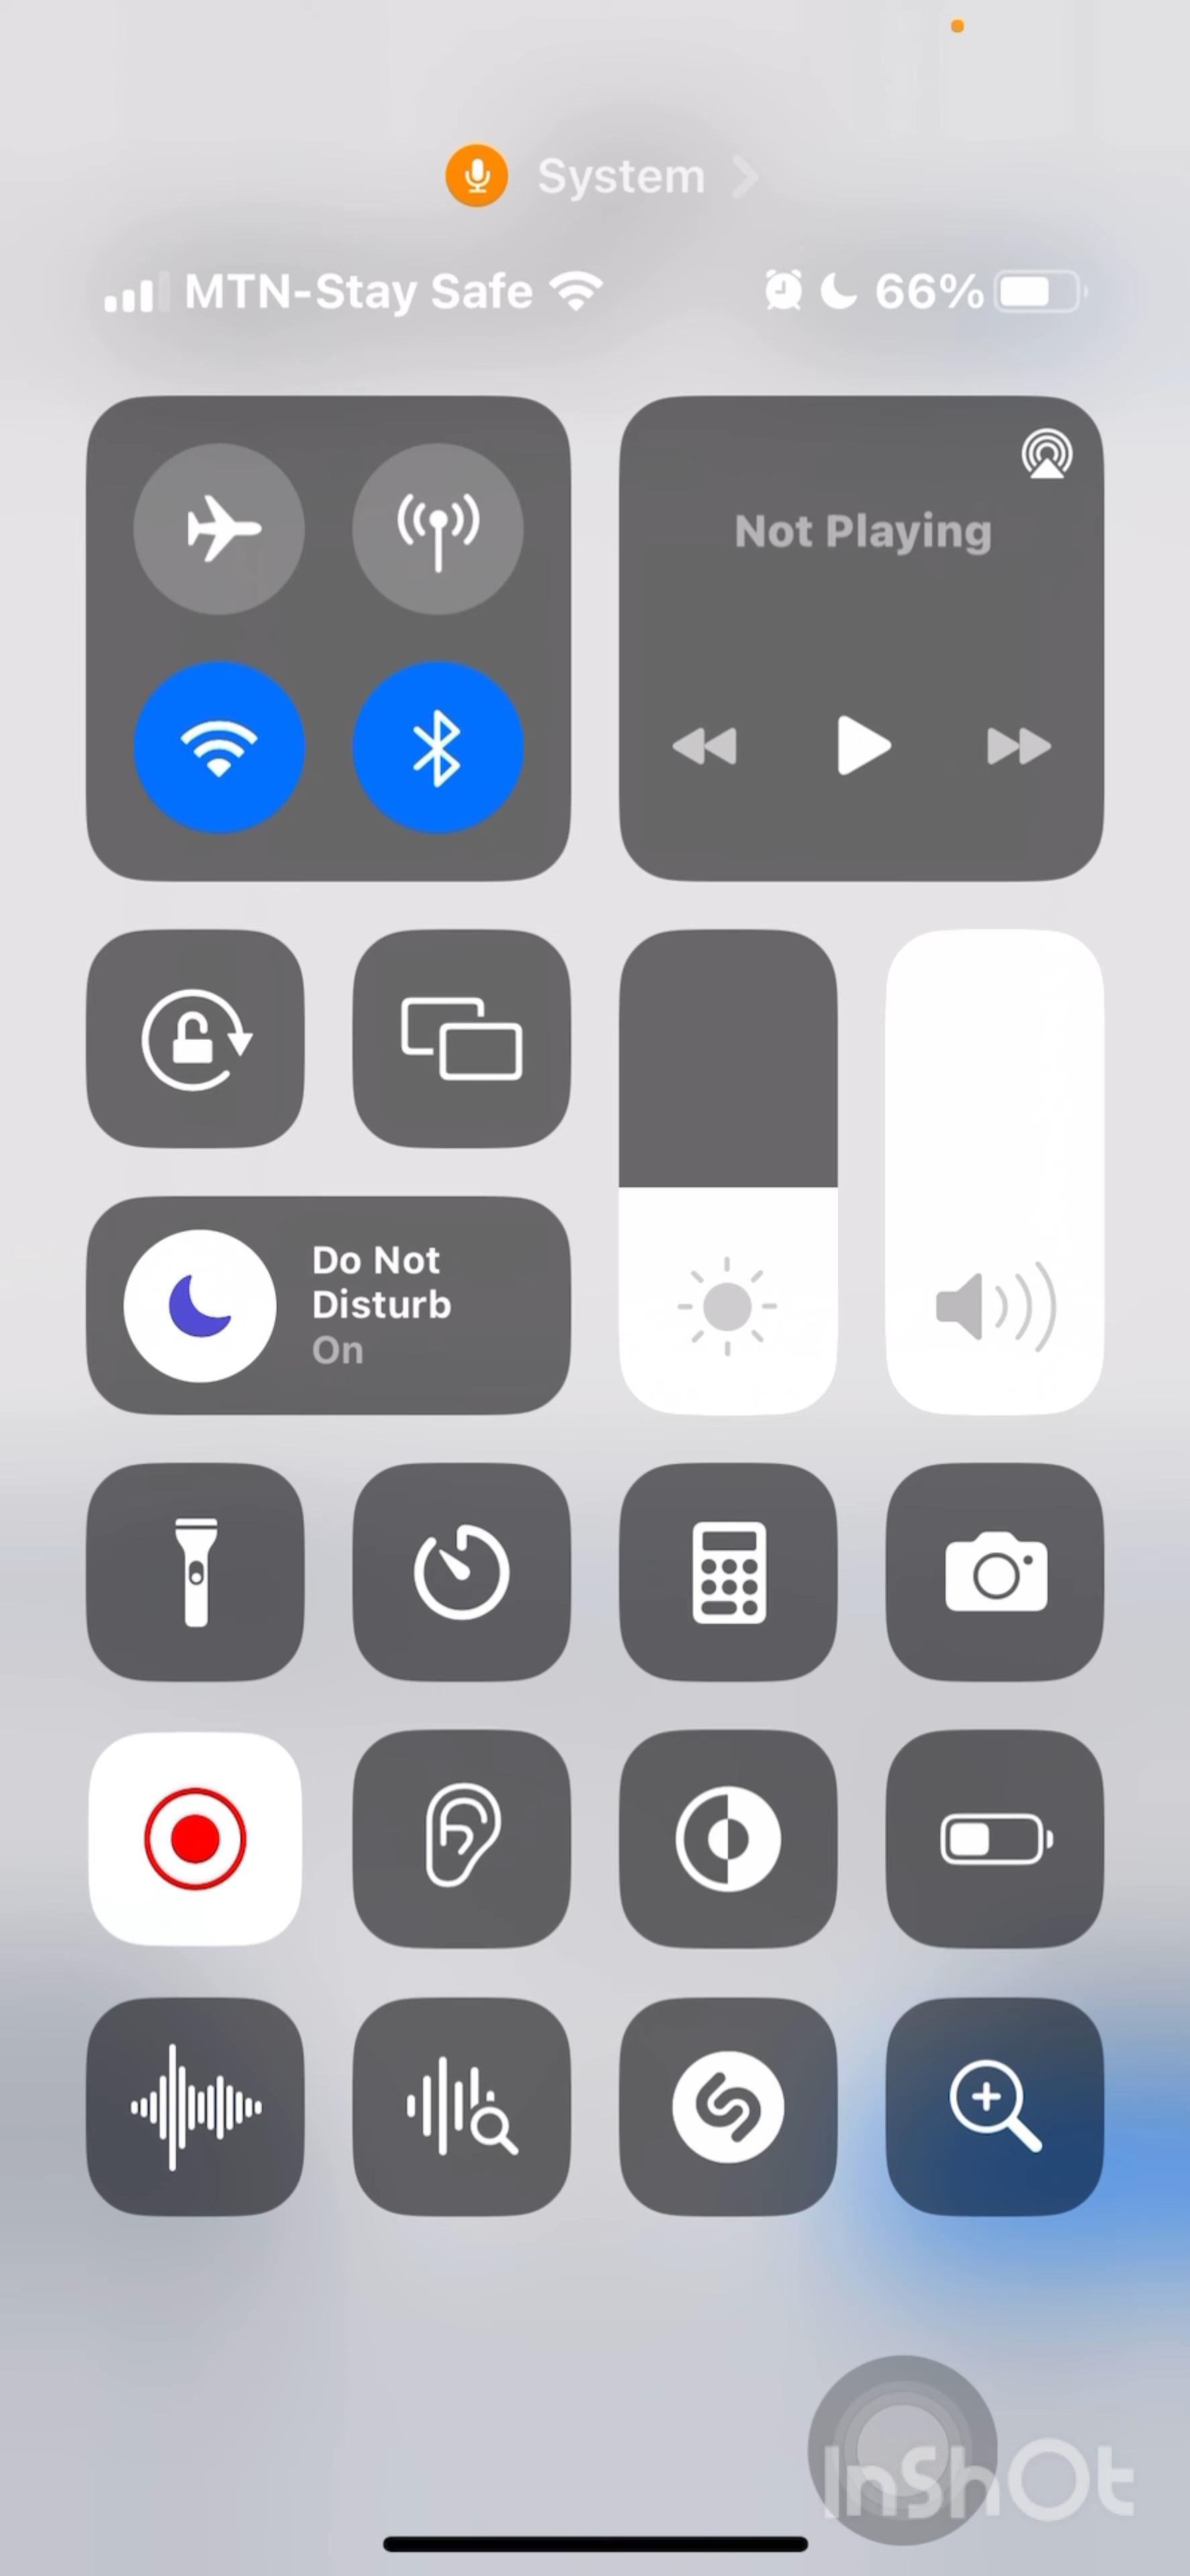 System
MTN-Stay Safe 66%
Not Playing
Do Not
Disturb
On
InShOt